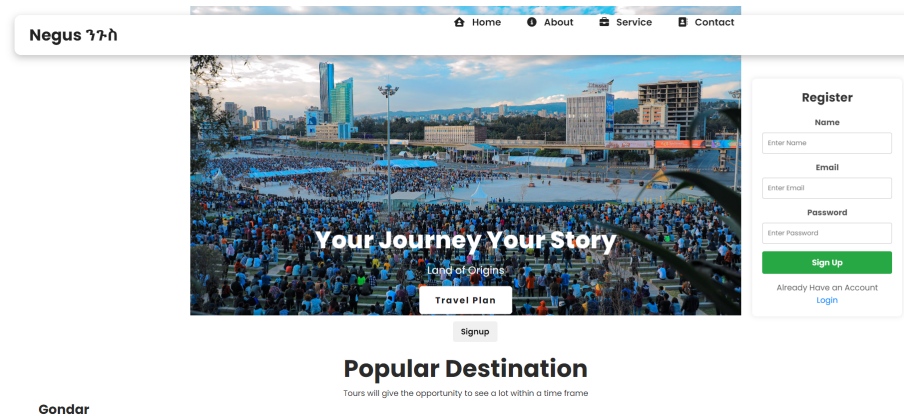 Negus ንጉስ
Home About Service Contact
Your Journey Your Story
Land of Origins
Travel Plan
Signup
Register
Name
Enter Name
Email
Enter Email
Password
Enter Password
Sign Up
Already Have an Account
Login
Popular Destination
Tours will give the opportunity to see a lot within a time frame
Gondar